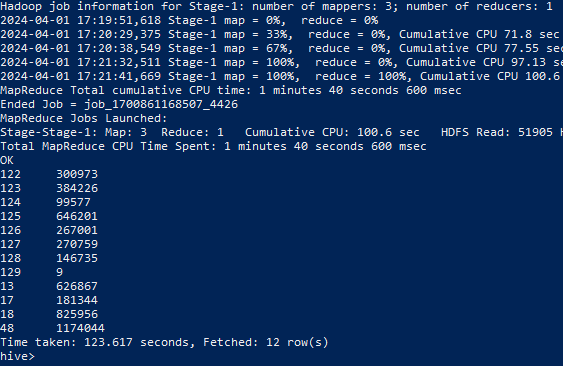 Hadoop job information for Stage-1: number of mappers: 3; number of reducers: 1
2024-04-01 17:19:51,618 Stage-1 map = 0%,  reduce = 0%
2024-04-01 17:20:29,375 Stage-1 map = 33%,  reduce = 0%, Cumulative CPU 71.8 sec
2024-04-01 17:20:38,549 Stage-1 map = 67%,  reduce = 0%, Cumulative CPU 77.55 sec
2024-04-01 17:21:32,511 Stage-1 map = 100%,  reduce = 0%, Cumulative CPU 97.13 sec
2024-04-01 17:21:41,669 Stage-1 map = 100%,  reduce = 100%, Cumulative CPU 100.6
MapReduce Total cumulative CPU time: 1 minutes 40 seconds 600 msec
Ended Job = job_1700861168507_4426
MapReduce Jobs Launched:
Stage-Stage-1: Map: 3  Reduce: 1   Cumulative CPU: 100.6 sec   HDFS Read: 51905 H
Total MapReduce CPU Time Spent: 1 minutes 40 seconds 600 msec
OK
122     300973
123     384226
124     99577
125     646201
126     267001
127     270759
128     146735
129     9
13      626867
17      181344
18      825956
48      1174044
Time taken: 123.617 seconds, Fetched: 12 row(s)
hive>